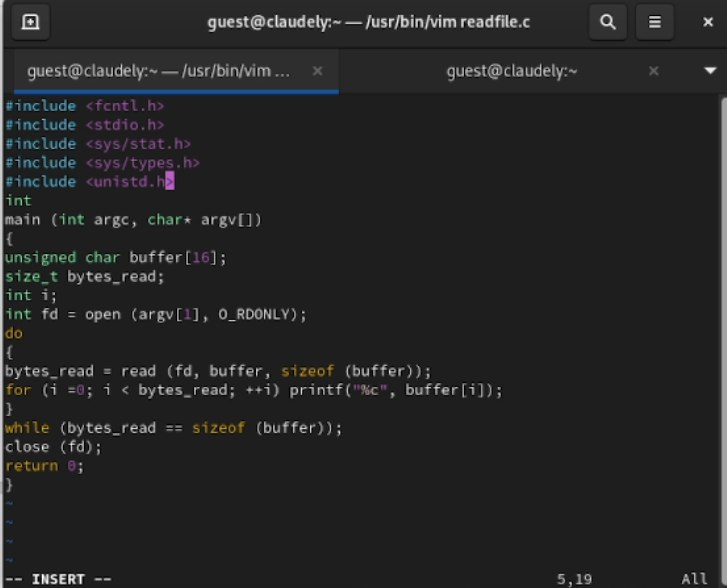 guest@claudely:~ — /usr/bin/vim readfile.c
guest@claudely:~ — /usr/bin/vim ...
guest@claudely:~
#include <fcntl.h>
#include <stdio.h>
#include <sys/stat.h>
#include <sys/types.h>
#include <unistd.h>
int
main (int argc, char* argv[])
{
unsigned char buffer[16];
size_t bytes_read;
int i;
int fd = open (argv[1], O_RDONLY);
do
{
bytes_read = read (fd, buffer, sizeof (buffer));
for (i =0; i < bytes_read; ++i) printf("%c", buffer[i]);
}
while (bytes_read == sizeof (buffer));
close (fd);
return 0;
}
~
~
~
~
-- INSERT -- 5,19 All